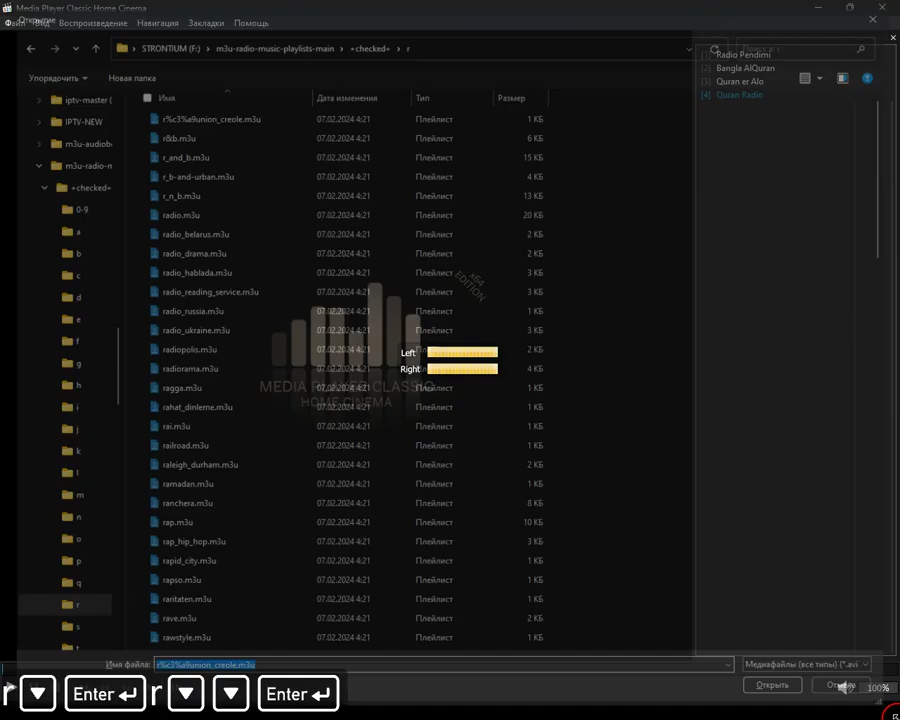 Media Player Classic Home Cinema
Открытие
Файл Вид Воспроизведение Навигация Закладки Помощь
STRONTIUM (F:) › m3u-radio-music-playlists-main › +checked+ › r
Поиск в: r
Упорядочить Новая папка
[1] Radio Pendimi
[2] Bangla AlQuran
[3] Quran er Alo
[4] Quran Radio
Имя Дата изменения Тип Размер
iptv-master (
IPTV-NEW
m3u-audiob
m3u-radio-n
+checked+
0-9
a
b
c
d
e
f
g
h
i
j
k
l
m
n
o
p
q
r
s
t
r%c3%a9union_creole.m3u 07.02.2024 4:21 Плейлист 1 КБ
r&b.m3u 07.02.2024 4:21 Плейлист 6 КБ
r_and_b.m3u 07.02.2024 4:21 Плейлист 15 КБ
r_b-and-urban.m3u 07.02.2024 4:21 Плейлист 4 КБ
r_n_b.m3u 07.02.2024 4:21 Плейлист 13 КБ
radio.m3u 07.02.2024 4:21 Плейлист 20 КБ
radio_belarus.m3u 07.02.2024 4:21 Плейлист 2 КБ
radio_drama.m3u 07.02.2024 4:21 Плейлист 2 КБ
radio_hablada.m3u 07.02.2024 4:21 Плейлист 3 КБ
radio_reading_service.m3u 07.02.2024 4:21 Плейлист 3 КБ
radio_russia.m3u 07.02.2024 4:21 Плейлист 1 КБ
radio_ukraine.m3u 07.02.2024 4:21 Плейлист 3 КБ
radiopolis.m3u 07.02.2024 4:21 Плейлист 2 КБ
radiorama.m3u 07.02.2024 4:21 Плейлист 4 КБ
ragga.m3u 07.02.2024 4:21 Плейлист 1 КБ
rahat_dinleme.m3u 07.02.2024 4:21 Плейлист 1 КБ
rai.m3u 07.02.2024 4:21 Плейлист 1 КБ
railroad.m3u 07.02.2024 4:21 Плейлист 1 КБ
raleigh_durham.m3u 07.02.2024 4:21 Плейлист 2 КБ
ramadan.m3u 07.02.2024 4:21 Плейлист 1 КБ
ranchera.m3u 07.02.2024 4:21 Плейлист 8 КБ
rap.m3u 07.02.2024 4:21 Плейлист 10 КБ
rap_hip_hop.m3u 07.02.2024 4:21 Плейлист 3 КБ
rapid_city.m3u 07.02.2024 4:21 Плейлист 1 КБ
rapso.m3u 07.02.2024 4:21 Плейлист 1 КБ
raritaten.m3u 07.02.2024 4:21 Плейлист 1 КБ
rave.m3u 07.02.2024 4:21 Плейлист 2 КБ
rawstyle.m3u 07.02.2024 4:21 Плейлист 1 КБ
x64
EDITION
MEDIA PLAYER CLASSIC
HOME CINEMA
Left
Right
Имя файла: r%c3%a9union_creole.m3u Медиафайлы (все типы) (*.avi
Открыть Отмена
100%
r ▼ Enter ↵ r ▼ ▼ Enter ↵